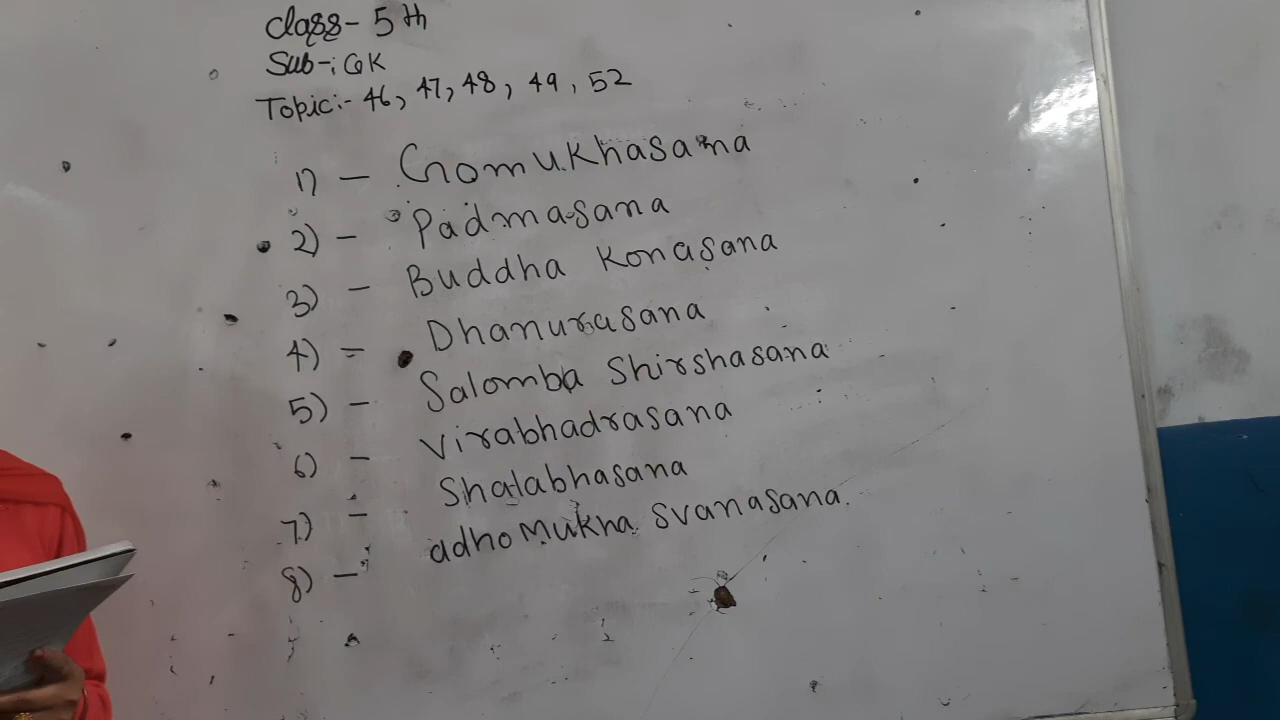 Class- 5th
Sub-: GK
Topic:- 46, 47, 48, 49, 52
1) - Gomukhasana
2) - Padmasana
3) - Buddha Konasana
4) - Dhanurasana
5) - Salomba Shirshasana
6) - Virabhadrasana
7) - Shalabhasana
8) - adho Mukha Svanasana.